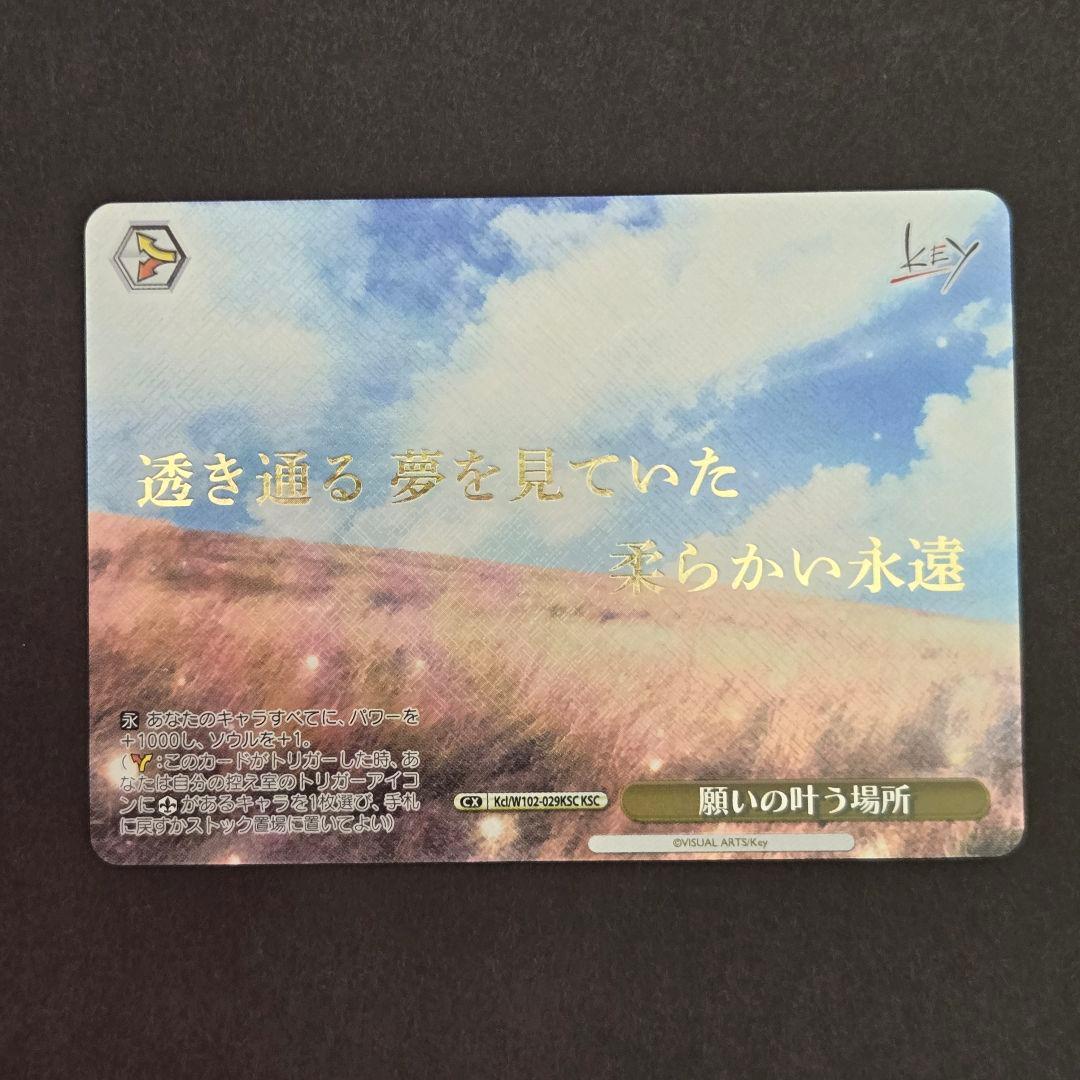 KEY
透き通る 夢を見ていた
柔らかい永遠
永 あなたのキャラすべてに、パワーを
+1000し、ソウルを+1。
(:このカードがトリガーした時、あ
なたは自分の控え室のトリガーアイコ
ンにがあるキャラを1枚選び、手札
に戻すかストック置場に置いてよい)
CX Kcl/W102-029KSC KSC
願いの叶う場所
©VISUAL ARTS/Key